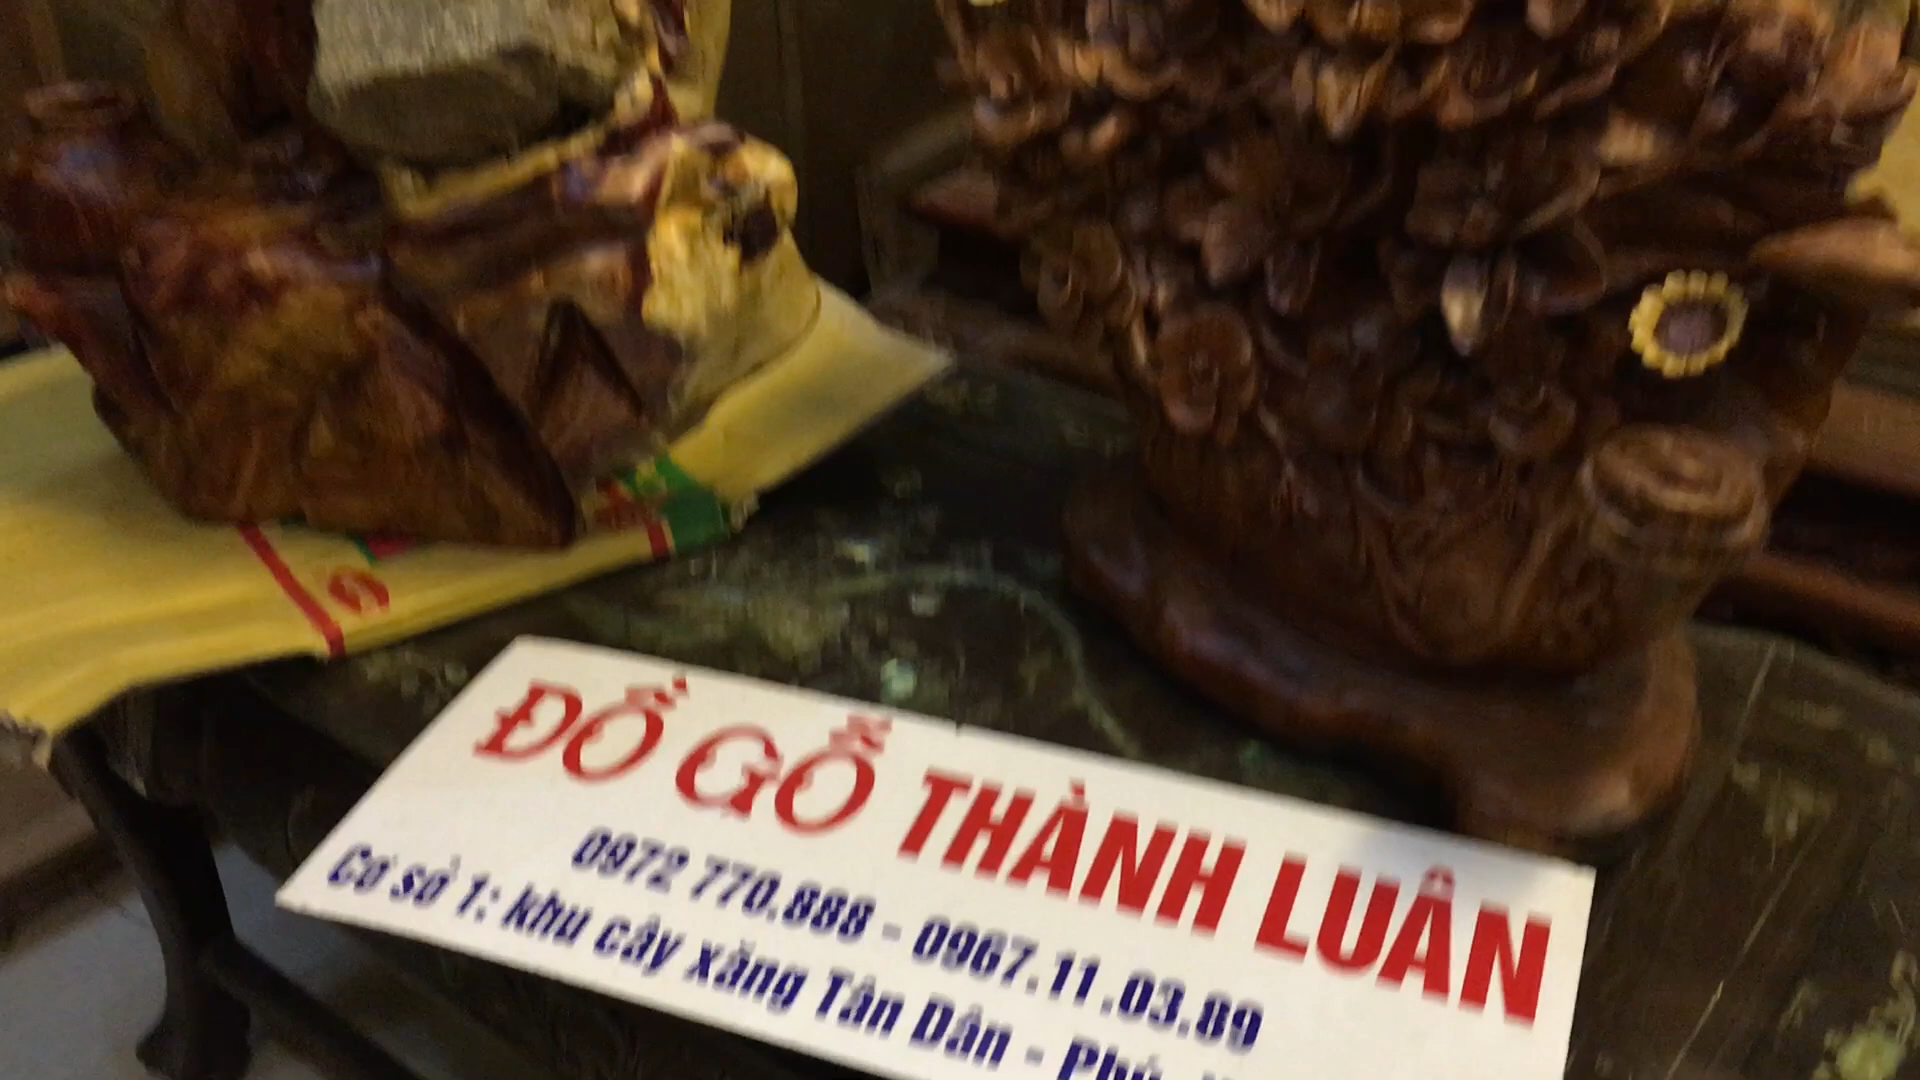 ĐỒ GỖ THÀNH LUÂN
0972 770.888 - 0967.11.03.89
Cơ sở 1: khu cây xăng Tân Dân -